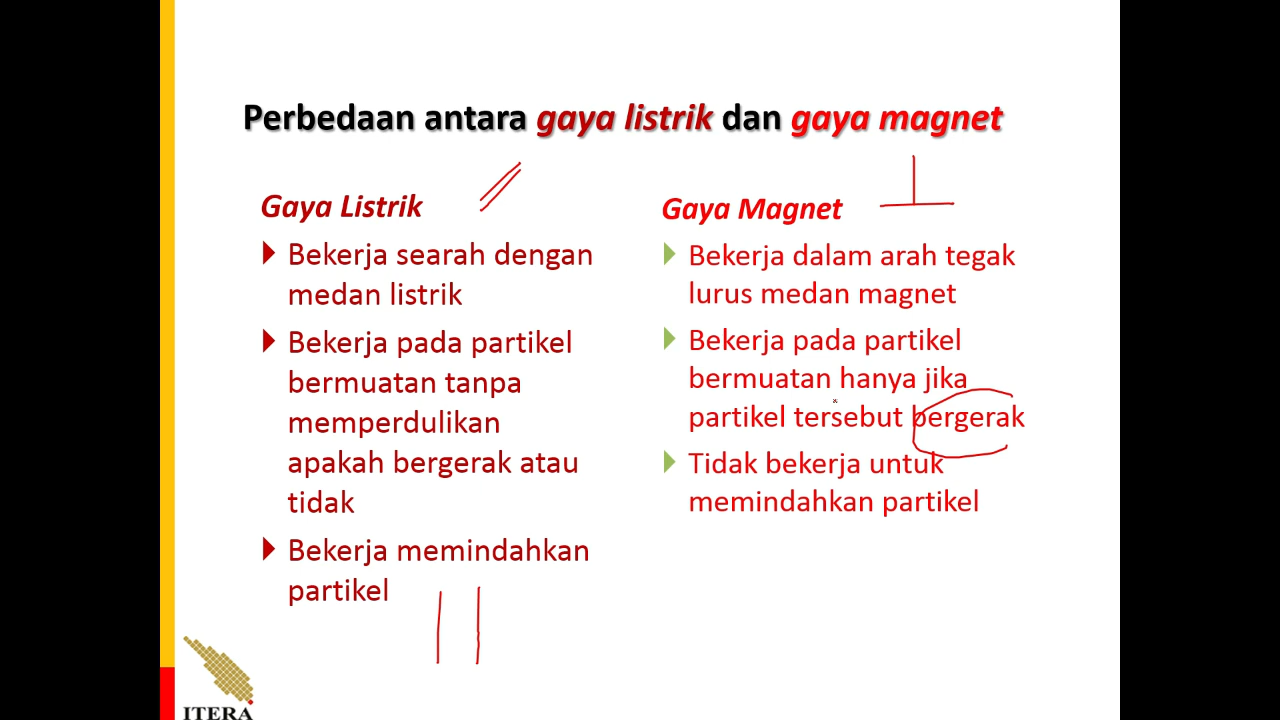 Perbedaan antara gaya listrik dan gaya magnet
Gaya Listrik
Bekerja searah dengan
medan listrik
Bekerja pada partikel
bermuatan tanpa
memperdulikan
apakah bergerak atau
tidak
Bekerja memindahkan
partikel
Gaya Magnet
Bekerja dalam arah tegak
lurus medan magnet
Bekerja pada partikel
bermuatan hanya jika
partikel tersebut bergerak
Tidak bekerja untuk
memindahkan partikel
ITERA